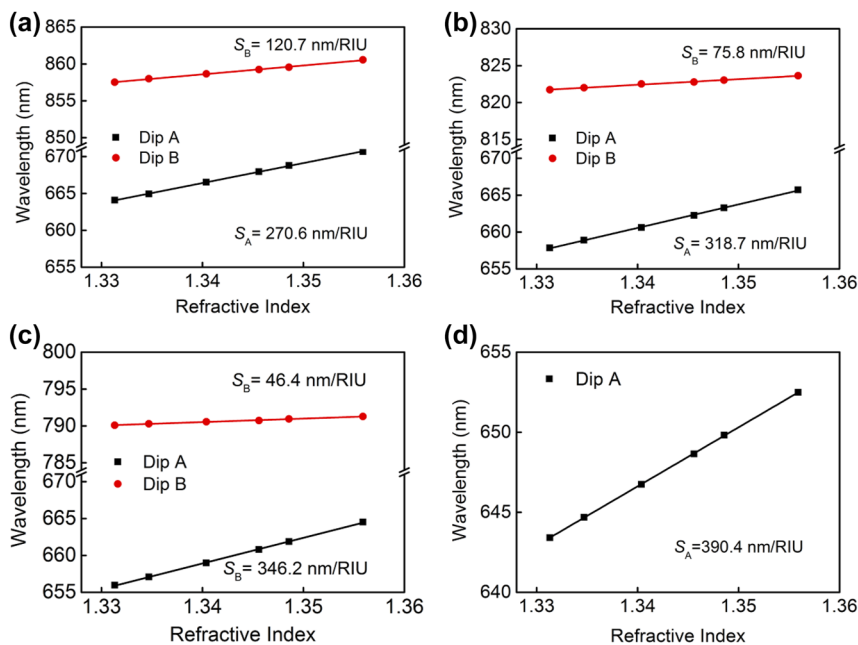 (a)
865
860
855
850
670
665
660
655
Wavelength (nm)
S_B= 120.7 nm/RIU
Dip A
Dip B
S_A= 270.6 nm/RIU
1.33 1.34 1.35 1.36
Refractive Index
(b)
830
825
820
815
670
665
660
655
Wavelength (nm)
S_B= 75.8 nm/RIU
Dip A
Dip B
S_A= 318.7 nm/RIU
1.33 1.34 1.35 1.36
Refractive Index
(c)
800
795
790
785
670
665
660
655
Wavelength (nm)
S_B= 46.4 nm/RIU
Dip A
Dip B
S_B= 346.2 nm/RIU
1.33 1.34 1.35 1.36
Refractive Index
(d)
655
650
645
640
Wavelength (nm)
Dip A
S_A=390.4 nm/RIU
1.33 1.34 1.35 1.36
Refractive Index